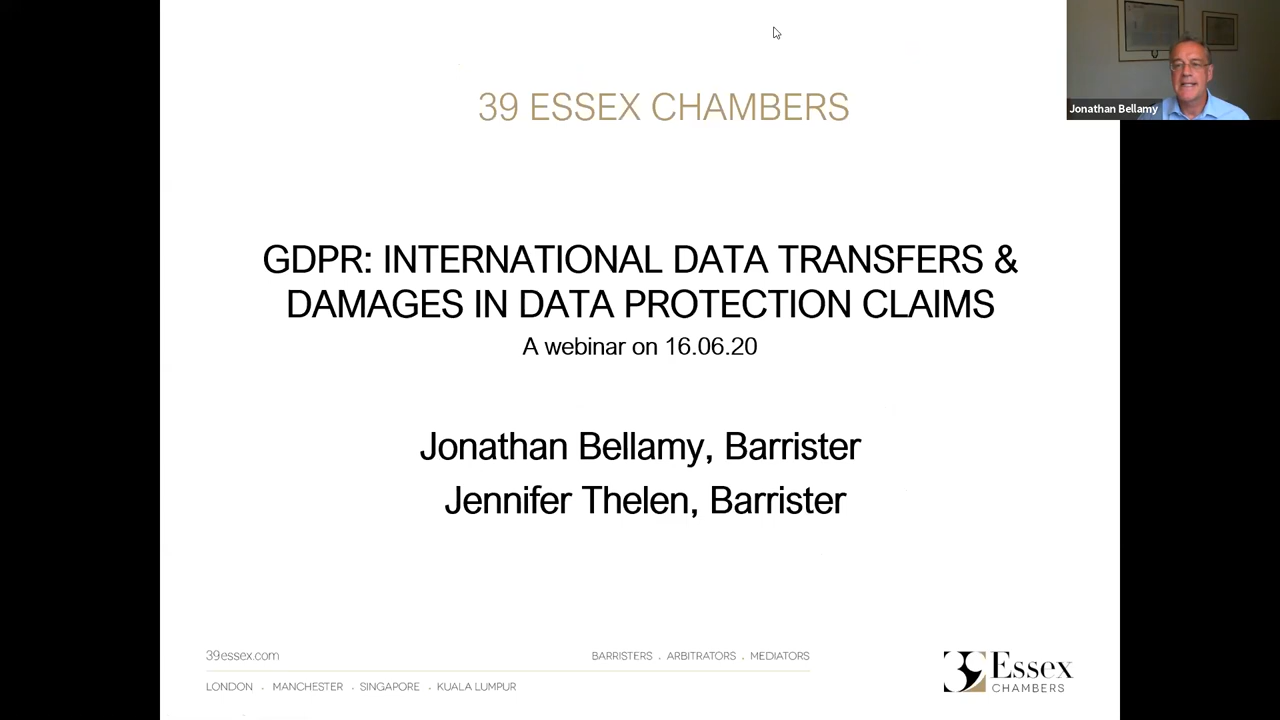 39 ESSEX CHAMBERS
Jonathan Bellamy
GDPR: INTERNATIONAL DATA TRANSFERS &
DAMAGES IN DATA PROTECTION CLAIMS
A webinar on 16.06.20
Jonathan Bellamy, Barrister
Jennifer Thelen, Barrister
39essex.com
BARRISTERS . ARBITRATORS . MEDIATORS
LONDON . MANCHESTER . SINGAPORE . KUALA LUMPUR
39 Essex
CHAMBERS